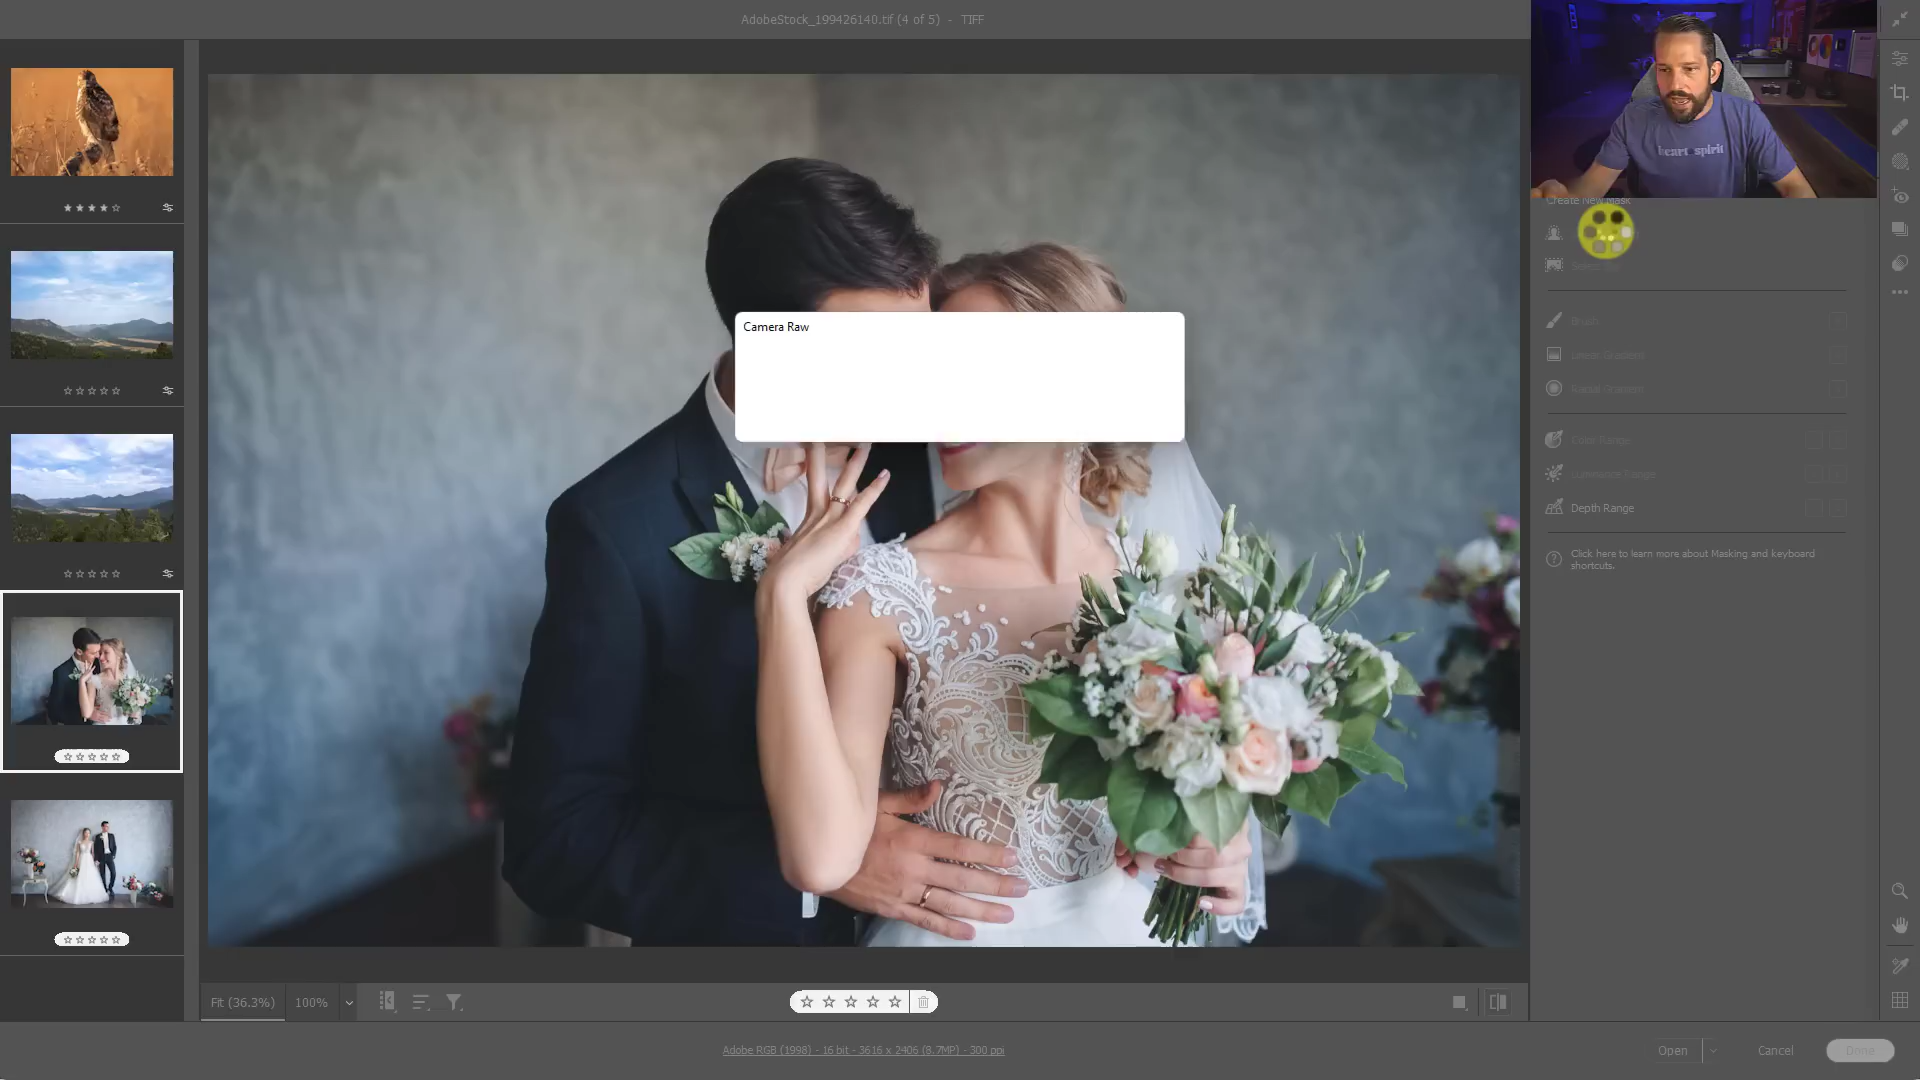 AdobeStock_199426140.tif (4 of 5) - TIFF
heart spirit
Create New Mask
Select Sky
Camera Raw
Brush
Linear Gradient
Radial Gradient
Color Range
Luminance Range
Depth Range
Click here to learn more about Masking and keyboard
shortcuts.
Fit (36.3%) 100%
Adobe RGB (1998) - 16 bit - 3616 x 2406 (8.7MP) - 300 ppi
Open Cancel Done